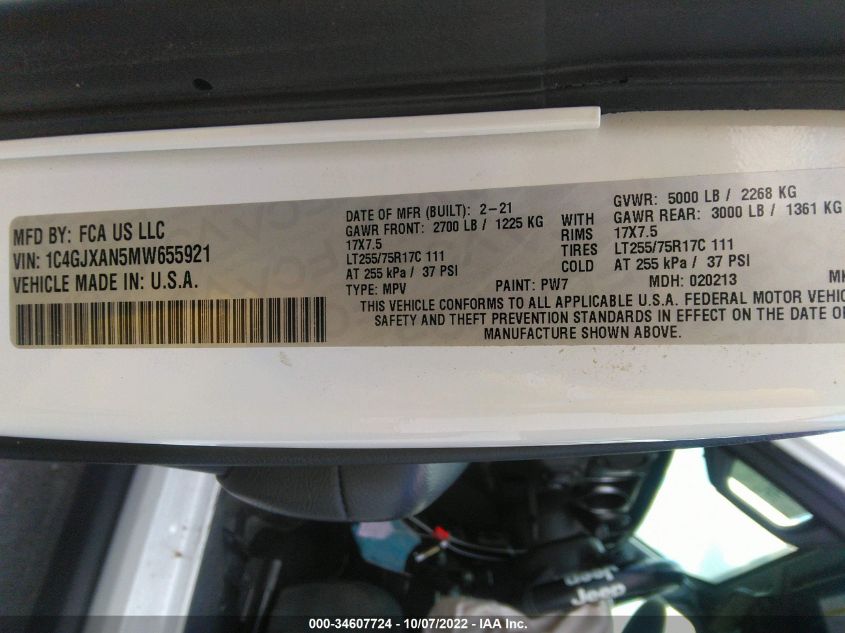 MFD BY: FCA US LLC
VIN: 1C4GJXAN5MW655921
VEHICLE MADE IN: U.S.A.
DATE OF MFR (BUILT): 2-21
GAWR FRONT: 2700 LB / 1225 KG
17X7.5
LT255/75R17C 111
AT 255 kPa / 37 PSI
TYPE: MPV
WITH
RIMS
TIRES
COLD
GVWR: 5000 LB / 2268 KG
GAWR REAR: 3000 LB / 1361 KG
17X7.5
LT255/75R17C 111
AT 255 kPa / 37 PSI
PAINT: PW7
MDH: 020213
THIS VEHICLE CONFORMS TO ALL APPLICABLE U.S.A. FEDERAL MOTOR VEHIC
SAFETY AND THEFT PREVENTION STANDARDS IN EFFECT ON THE DATE O
MANUFACTURE SHOWN ABOVE.
Jeep
Jeep
000-34607724 - 10/07/2022 - IAA Inc.